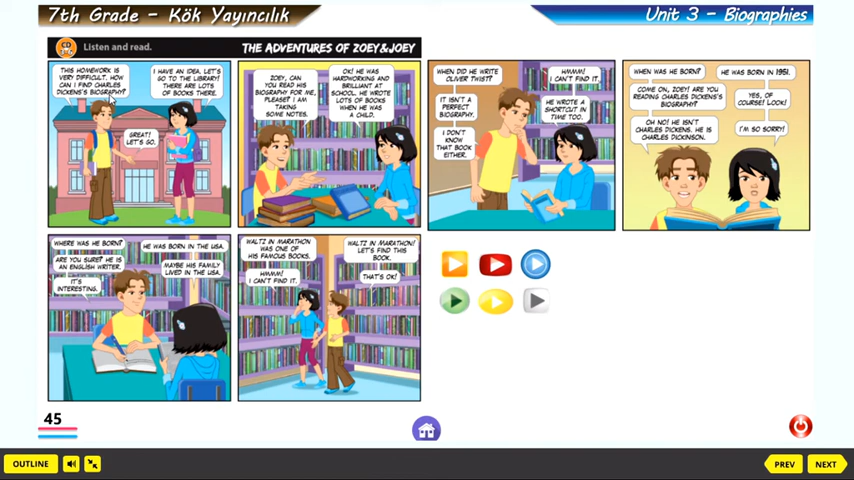 7th Grade – Kök Yayıncılık
Unit 3 – Biographies
CD
Listen and read.
THE ADVENTURES OF ZOEY&JOEY
THIS HOMEWORK IS
VERY DIFFICULT. HOW
CAN I FIND CHARLES
DICKENS'S BIOGRAPHY?
I HAVE AN IDEA. LET'S
GO TO THE LIBRARY!
THERE ARE LOTS
OF BOOKS THERE.
GREAT!
LET'S GO.
ZOEY, CAN
YOU READ HIS
BIOGRAPHY FOR ME,
PLEASE? I AM
TAKING
SOME NOTES.
OK! HE WAS
HARDWORKING AND
BRILLIANT AT
SCHOOL. HE WROTE
LOTS OF BOOKS
WHEN HE WAS
A CHILD.
WHEN DID HE WRITE
OLIVER TWIST?
HMMM!
I CAN'T FIND IT.
IT ISN'T A
PERFECT
BIOGRAPHY.
HE WROTE A
SHORTCUT IN
TIME TOO.
I DON'T
KNOW
THAT BOOK
EITHER.
WHEN WAS HE BORN?
HE WAS BORN IN 1951.
COME ON, ZOEY! ARE YOU
READING CHARLES DICKENS'S
BIOGRAPHY?
YES, OF
COURSE! LOOK!
OH NO! HE ISN'T
CHARLES DICKENS. HE IS
CHARLES DICKINSON.
I'M SO SORRY!
WHERE WAS HE BORN?
HE WAS BORN IN THE USA.
ARE YOU SURE? HE IS
AN ENGLISH WRITER.
MAYBE HIS FAMILY
LIVED IN THE USA.
IT'S
INTERESTING.
WALTZ IN MARATHON
WAS ONE OF
HIS FAMOUS BOOKS.
WALTZ IN MARATHON!
LET'S FIND THIS
BOOK.
HMMM!
I CAN'T FIND IT.
THAT'S OK!
45
OUTLINE
PREV
NEXT